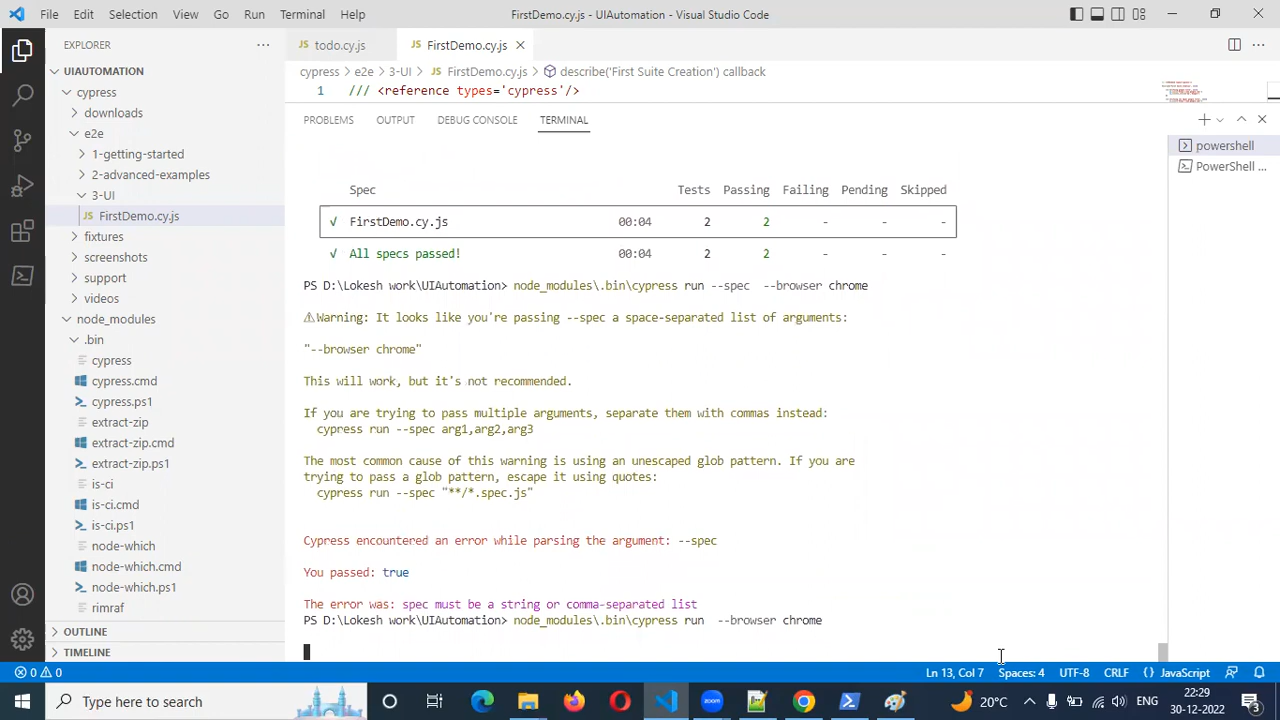 File Edit Selection View Go Run Terminal Help
FirstDemo.cy.js - UIAutomation - Visual Studio Code
EXPLORER
UIAUTOMATION
cypress
downloads
e2e
1-getting-started
2-advanced-examples
3-UI
JS FirstDemo.cy.js
fixtures
screenshots
support
videos
node_modules
.bin
cypress
cypress.cmd
cypress.ps1
extract-zip
extract-zip.cmd
extract-zip.ps1
is-ci
is-ci.cmd
is-ci.ps1
node-which
node-which.cmd
node-which.ps1
rimraf
OUTLINE
TIMELINE
JS todo.cy.js
JS FirstDemo.cy.js
cypress > e2e > 3-UI > JS FirstDemo.cy.js > describe('First Suite Creation') callback
1 /// <reference types='cypress'/>
PROBLEMS OUTPUT DEBUG CONSOLE TERMINAL
powershell
PowerShell ...
Spec Tests Passing Failing Pending Skipped
√ FirstDemo.cy.js 00:04 2 2 - - -
√ All specs passed! 00:04 2 2 - - -
PS D:\Lokesh work\UIAutomation> node_modules\.bin\cypress run --spec --browser chrome
⚠Warning: It looks like you're passing --spec a space-separated list of arguments:
"--browser chrome"
This will work, but it's not recommended.
If you are trying to pass multiple arguments, separate them with commas instead:
cypress run --spec arg1,arg2,arg3
The most common cause of this warning is using an unescaped glob pattern. If you are
trying to pass a glob pattern, escape it using quotes:
cypress run --spec "**/*.spec.js"
Cypress encountered an error while parsing the argument: --spec
You passed: true
The error was: spec must be a string or comma-separated list
PS D:\Lokesh work\UIAutomation> node_modules\.bin\cypress run --browser chrome
0 0 Ln 13, Col 7 Spaces: 4 UTF-8 CRLF {} JavaScript
Type here to search
20°C
ENG
22:29
30-12-2022
3